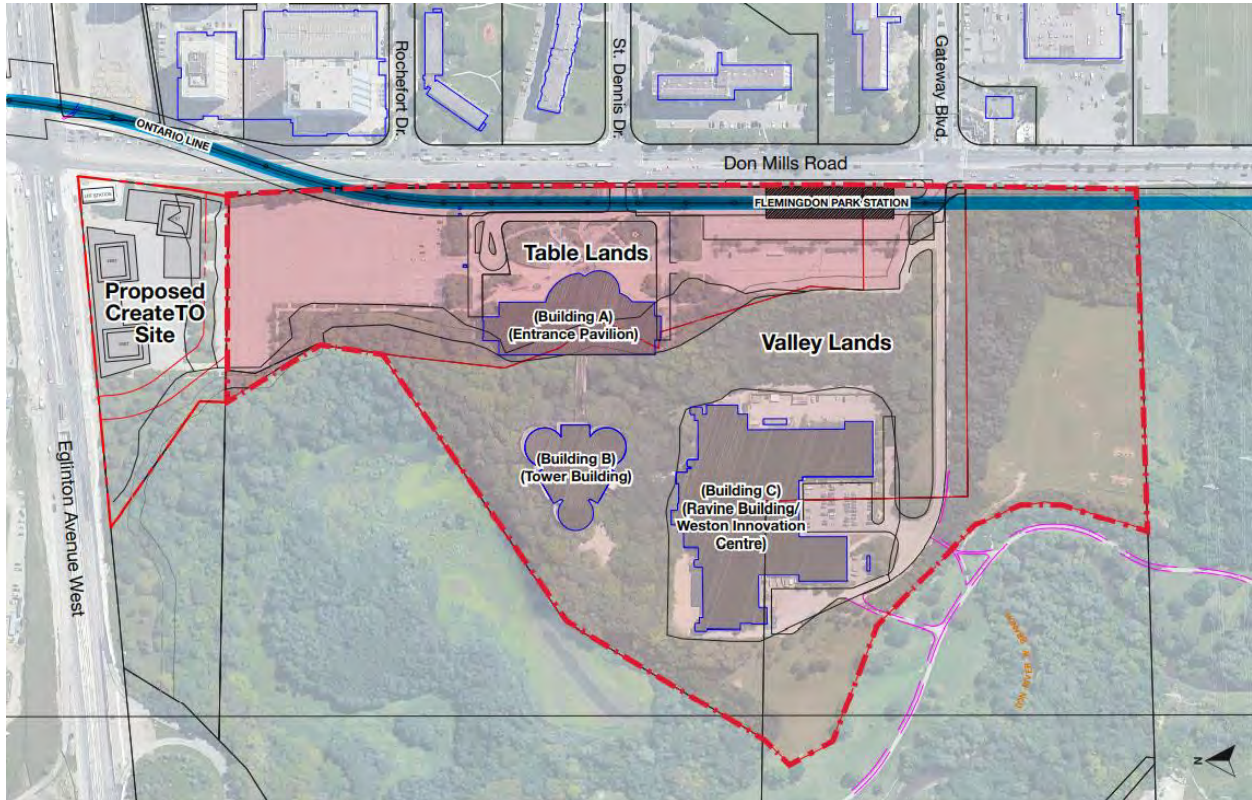 Rochefort Dr.
St. Dennis Dr.
Gateway Blvd.
ONTARIO LINE
Don Mills Road
FLEMINGDON PARK STATION
Table Lands
Proposed
CreateTO
Site
(Building A)
(Entrance Pavilion)
Valley Lands
(Building B)
(Tower Building)
(Building C)
(Ravine Building/
Weston Innovation
Centre)
Eglinton Avenue West
N